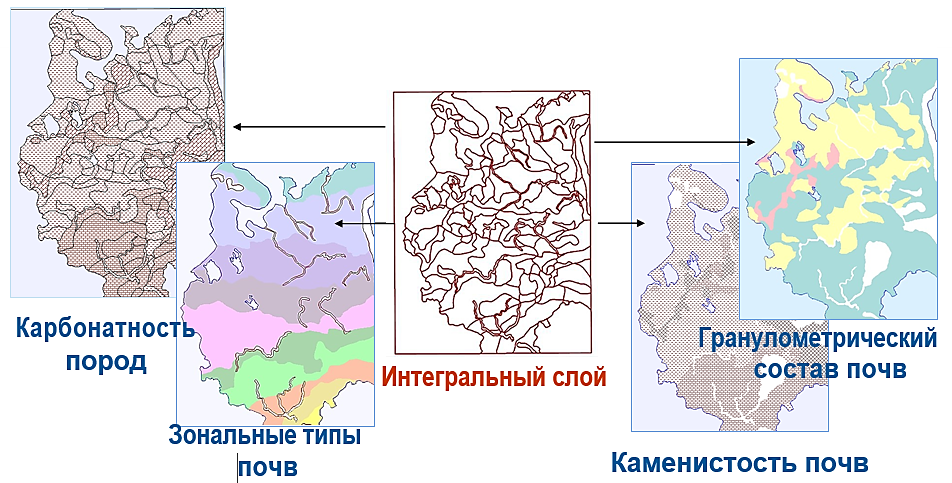 Карбонатность
пород
Зональные типы
почв
Интегральный слой
Гранулометрический
состав почв
Каменистость почв